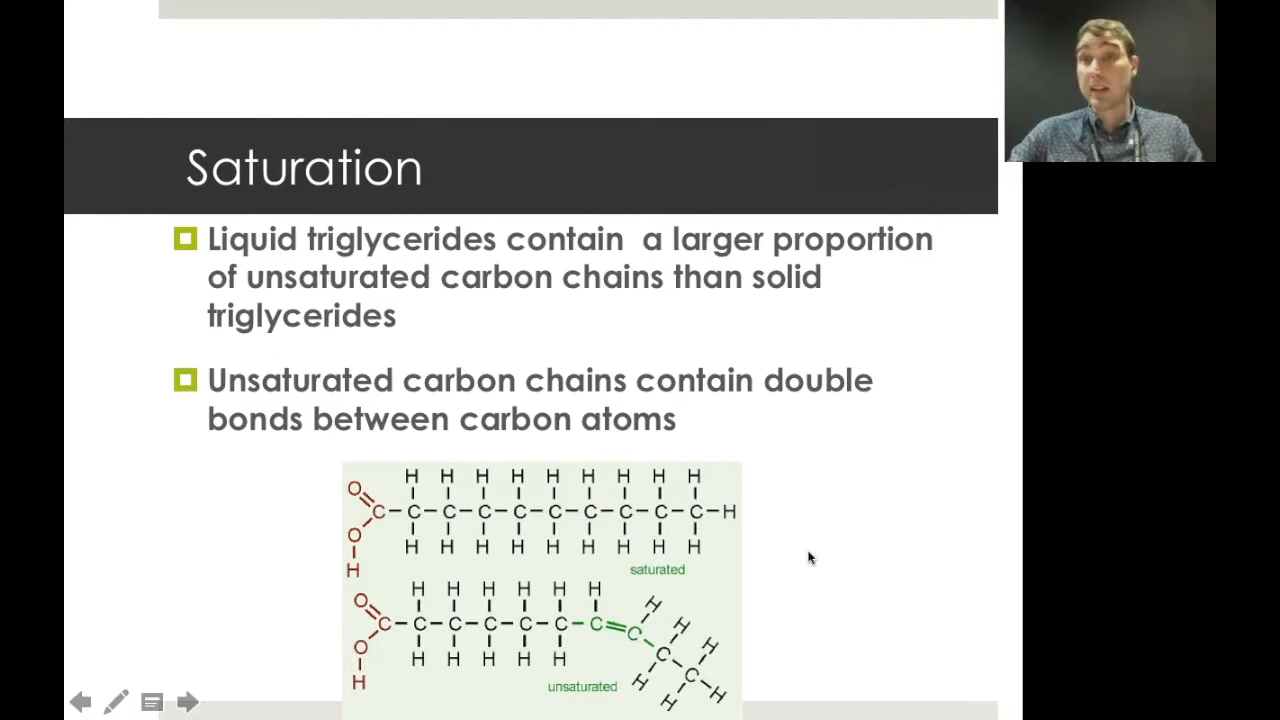 Saturation
Liquid triglycerides contain a larger proportion
of unsaturated carbon chains than solid
triglycerides
Unsaturated carbon chains contain double
bonds between carbon atoms
H H H H H H H H H
O
C C C C C C C C C C H
O
H H H H H H H H H
H
saturated
H H H H H H
O H
C C C C C C C C H
O C H
H H H H H H C
H unsaturated H H